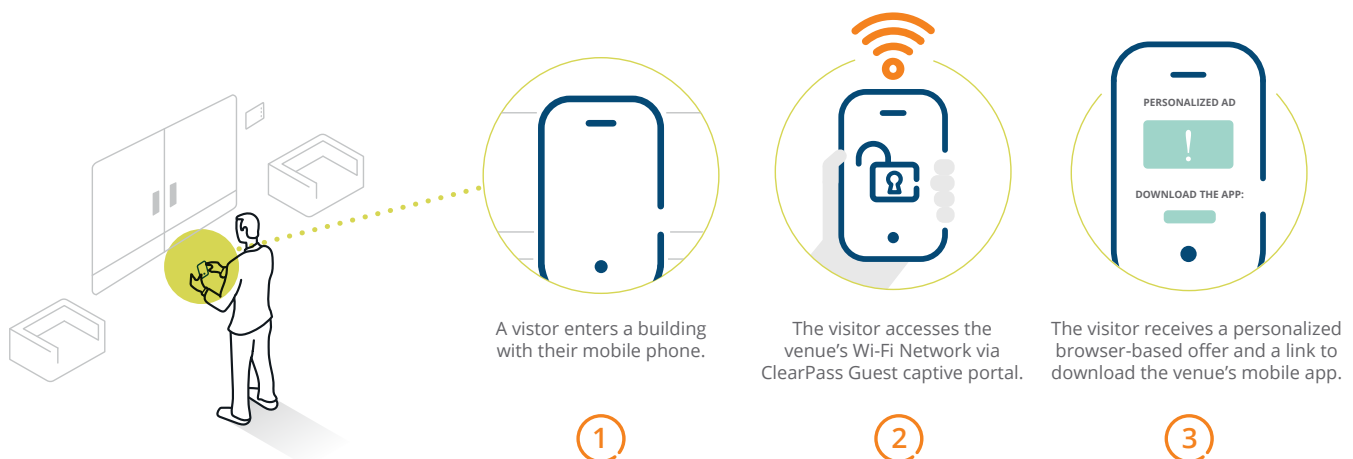 PERSONALIZED AD
!
DOWNLOAD THE APP:
A vistor enters a building
with their mobile phone.
The visitor accesses the
venue’s Wi-Fi Network via
ClearPass Guest captive portal.
The visitor receives a personalized
browser-based offer and a link to
download the venue’s mobile app.
1
2
3